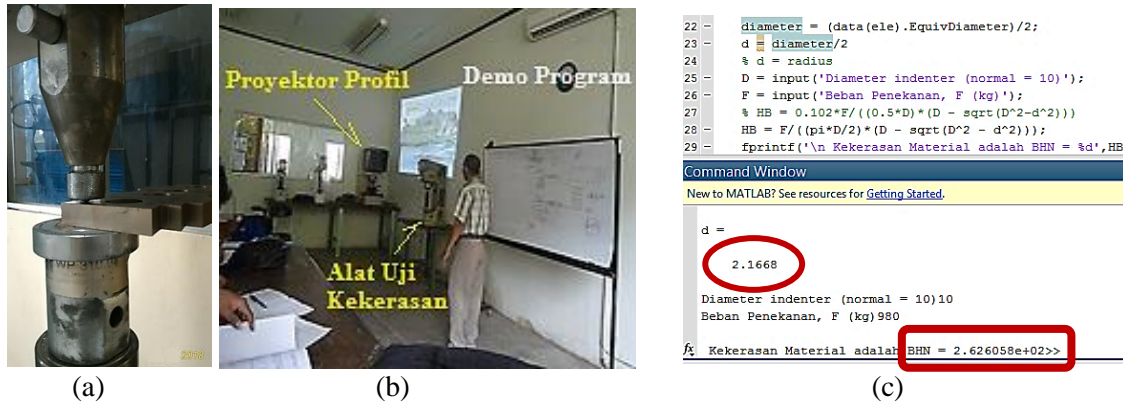 2018
Proyektor Profil
Demo Program
Alat Uji
Kekerasan
22 - diameter = (data(ele).EquivDiameter)/2;
23 - d = diameter/2
24 % d = radius
25 - D = input('Diameter indenter (normal = 10)');
26 - F = input('Beban Penekanan, F (kg)');
27 % HB = 0.102*F/((0.5*D)*(D - sqrt(D^2-d^2)))
28 - HB = F/((pi*D/2)*(D - sqrt(D^2 - d^2)));
29 - fprintf('\n Kekerasan Material adalah BHN = %d',HB
Command Window
New to MATLAB? See resources for Getting Started.
d =
2.1668
Diameter indenter (normal = 10)10
Beban Penekanan, F (kg)980
fx Kekerasan Material adalah BHN = 2.626058e+02>>
(a) (b) (c)